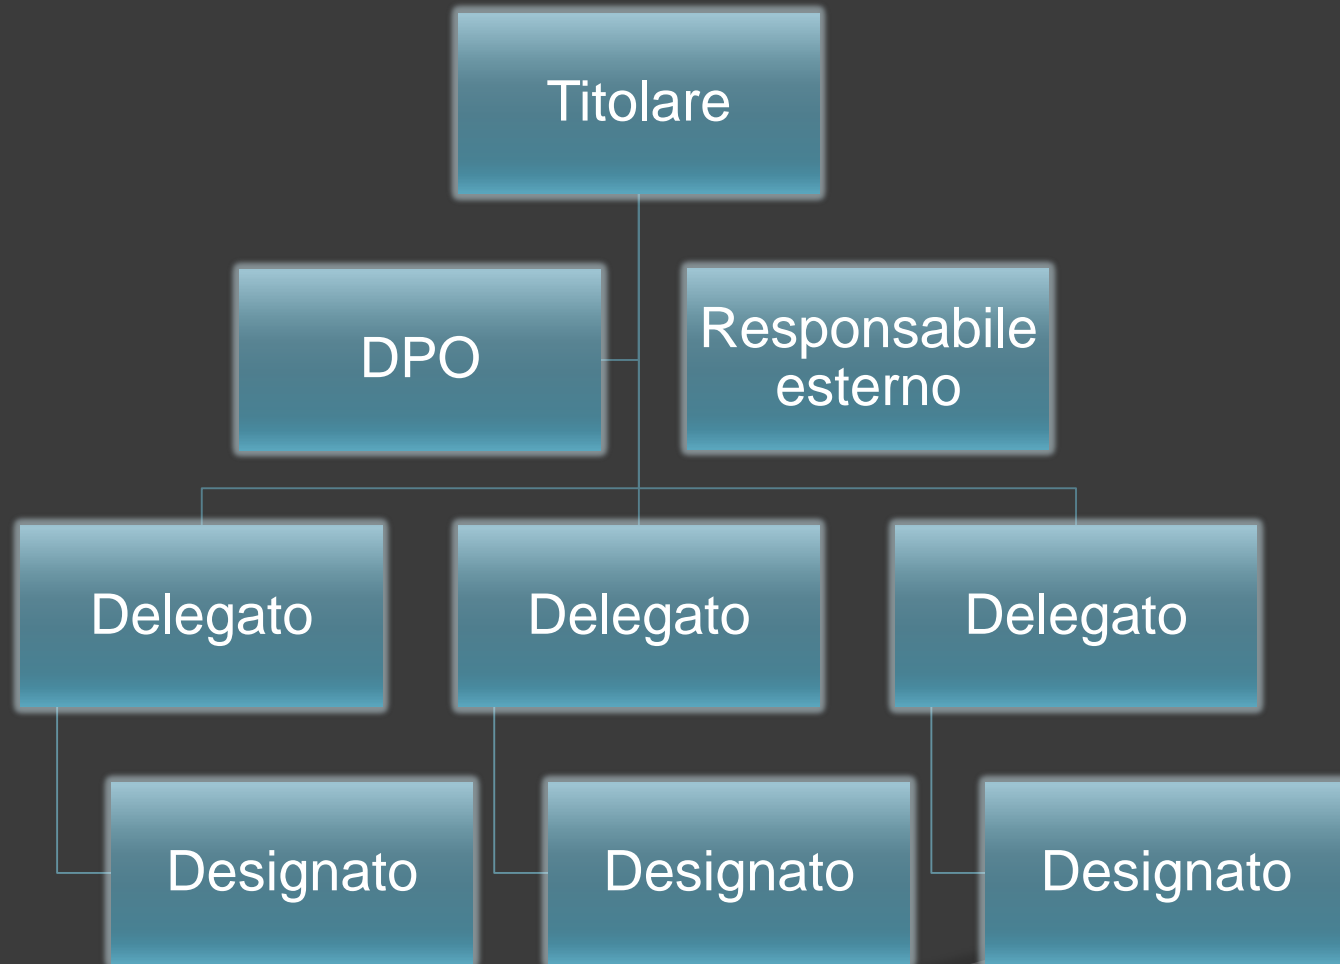 Titolare
DPO
Responsabile
esterno
Delegato
Delegato
Delegato
Designato
Designato
Designato